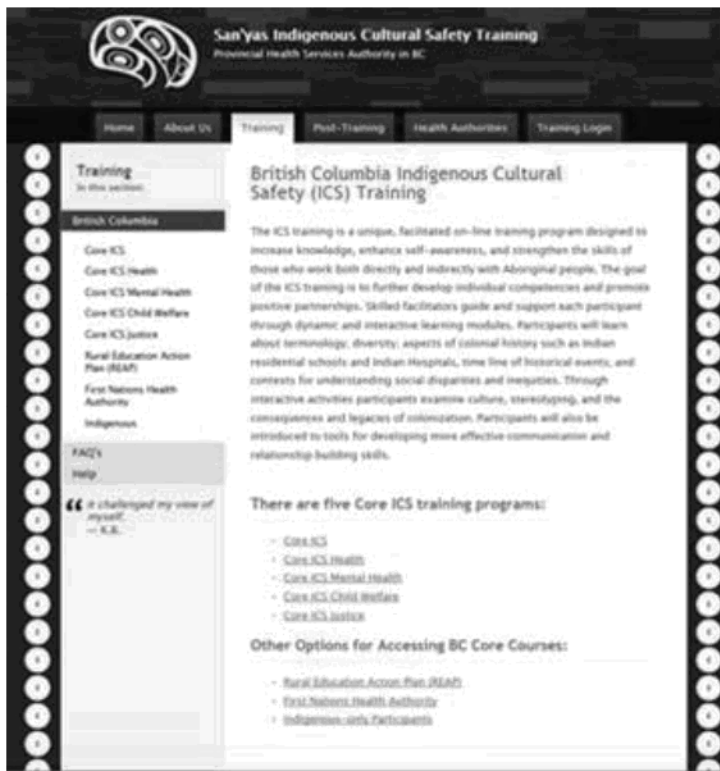 San'yas Indigenous Cultural Safety Training
Provincial Health Services Authority in BC
Home
About Us
Training
Post-Training
Health Authorities
Training Login
Training
In this section:
British Columbia
Core ICS
Core ICS Health
Core ICS Mental Health
Core ICS Child Welfare
Core ICS Justice
Rural Education Action
Plan (REAP)
First Nations Health
Authority
Indigenous
FAQ's
Help
“ It challenged my view of
myself.
— K.B.
British Columbia Indigenous Cultural
Safety (ICS) Training
The ICS training is a unique, facilitated on-line training program designed to
increase knowledge, enhance self-awareness, and strengthen the skills of
those who work both directly and indirectly with Aboriginal people. The goal
of the ICS training is to further develop individual competencies and promote
positive partnerships. Skilled facilitators guide and support each participant
through dynamic and interactive learning modules. Participants will learn
about terminology; diversity; aspects of colonial history such as Indian
residential schools and Indian Hospitals, time line of historical events; and
contexts for understanding social disparities and inequities. Through
interactive activities participants examine culture, stereotyping, and the
consequences and legacies of colonization. Participants will also be
introduced to tools for developing more effective communication and
relationship building skills.
There are five Core ICS training programs:
- Core ICS
- Core ICS Health
- Core ICS Mental Health
- Core ICS Child Welfare
- Core ICS Justice
Other Options for Accessing BC Core Courses:
- Rural Education Action Plan (REAP)
- First Nations Health Authority
- Indigenous-only Participants